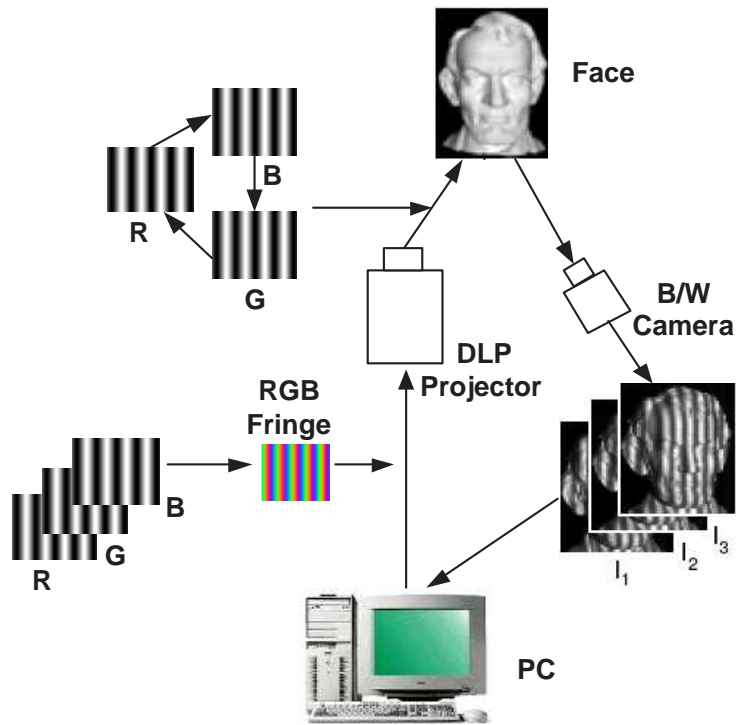 Face
B
R
G
B/W
Camera
DLP
Projector
RGB
Fringe
B
G
R
I1
I2
I3
PC